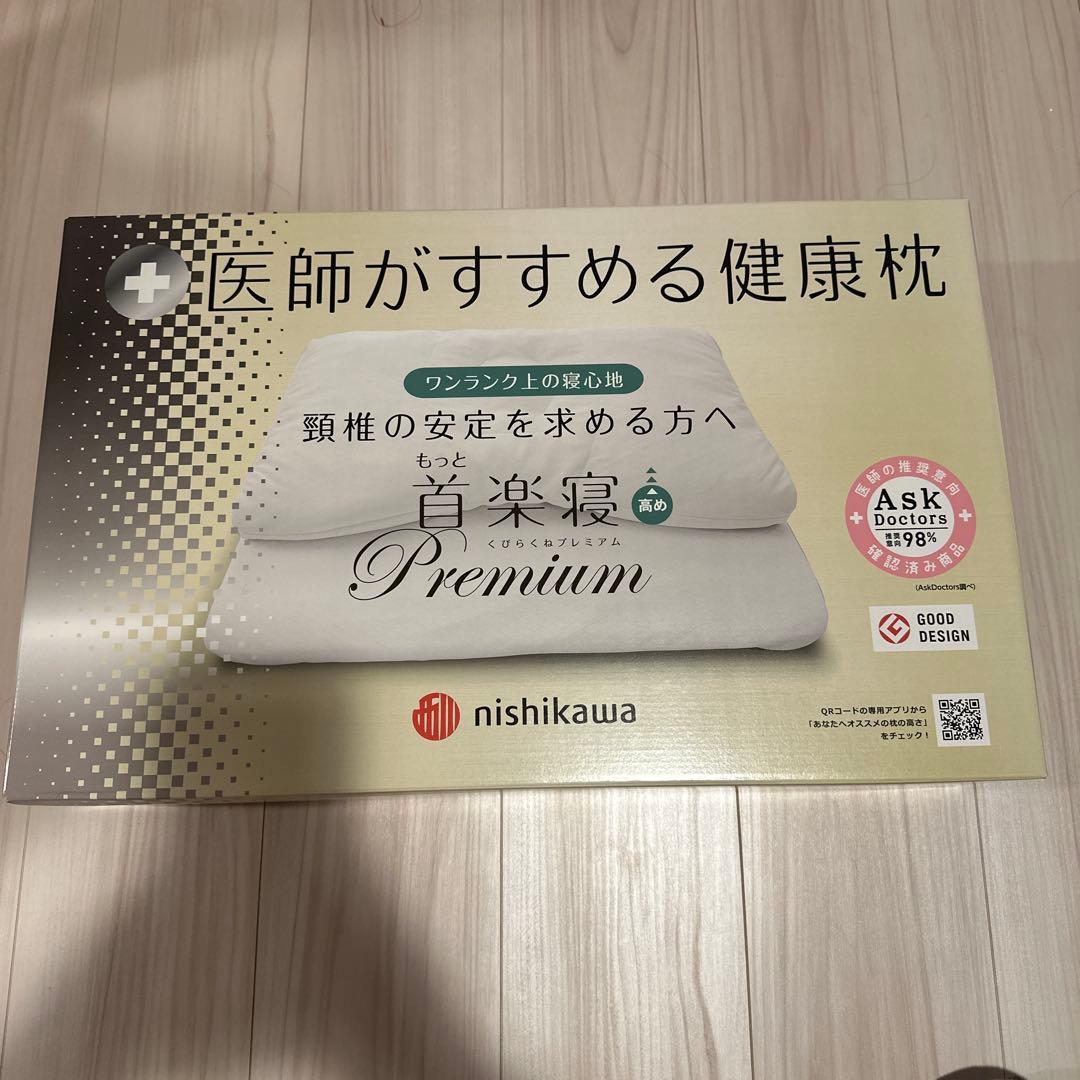 医師がすすめる健康枕
ワンランク上の寝心地
頸椎の安定を求める方へ
もっと
首楽寝
高め
くびらくねプレミアム
Premium
医師の推奨意向
Ask
Doctors
推奨
意向 98%
確認済み商品
(AskDoctors調べ)
GOOD
DESIGN
nishikawa
QRコードの専用アプリから
「あなたへオススメの枕の高さ」
をチェック!